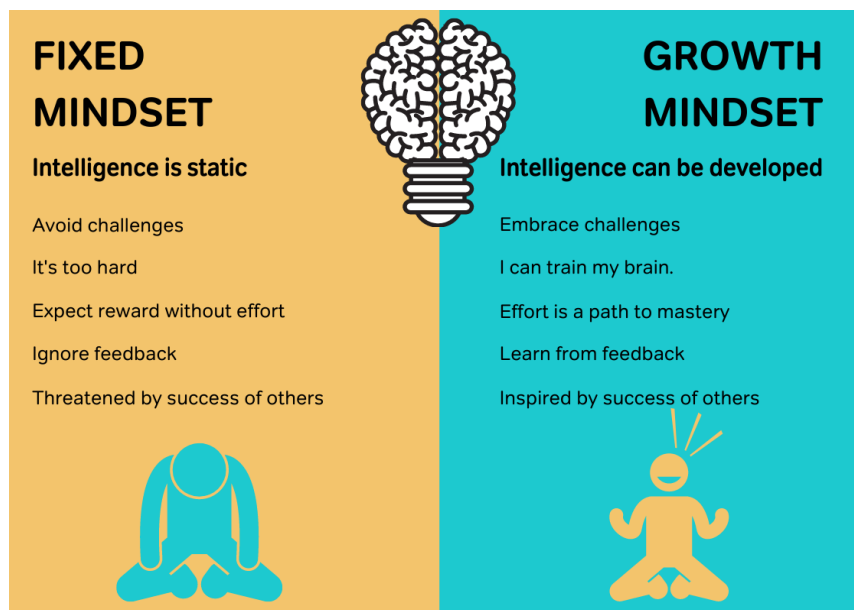 FIXED
MINDSET
Intelligence is static
Avoid challenges
It's too hard
Expect reward without effort
Ignore feedback
Threatened by success of others
GROWTH
MINDSET
Intelligence can be developed
Embrace challenges
I can train my brain.
Effort is a path to mastery
Learn from feedback
Inspired by success of others